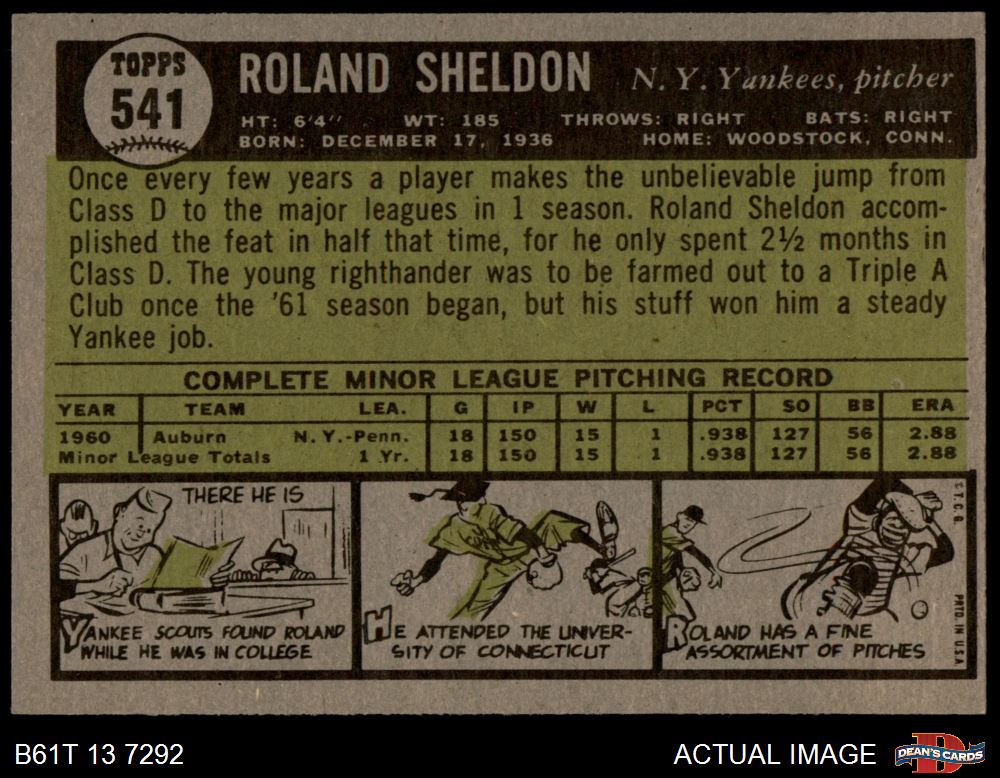 TOPPS
541
ROLAND SHELDON N. Y. Yankees, pitcher
HT: 6'4" WT: 185 THROWS: RIGHT BATS: RIGHT
BORN: DECEMBER 17, 1936 HOME: WOODSTOCK, CONN.
Once every few years a player makes the unbelievable jump from
Class D to the major leagues in 1 season. Roland Sheldon accom-
plished the feat in half that time, for he only spent 2½ months in
Class D. The young righthander was to be farmed out to a Triple A
Club once the '61 season began, but his stuff won him a steady
Yankee job.
COMPLETE MINOR LEAGUE PITCHING RECORD
YEAR TEAM LEA. G IP W L PCT SO BB ERA
1960 Auburn N. Y.-Penn. 18 150 15 1 .938 127 56 2.88
Minor League Totals 1 Yr. 18 150 15 1 .938 127 56 2.88
THERE HE IS
YANKEE SCOUTS FOUND ROLAND
WHILE HE WAS IN COLLEGE
HE ATTENDED THE UNIVER-
SITY OF CONNECTICUT
ROLAND HAS A FINE
ASSORTMENT OF PITCHES
© T. C. G.
PRTD. IN U.S.A.
B61T 13 7292
ACTUAL IMAGE
DEAN'S CARDS